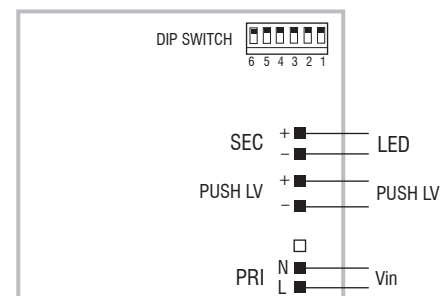 DIP SWITCH
6 5 4 3 2 1
SEC + LED
−
PUSH LV + PUSH LV
−
PRI N Vin
L